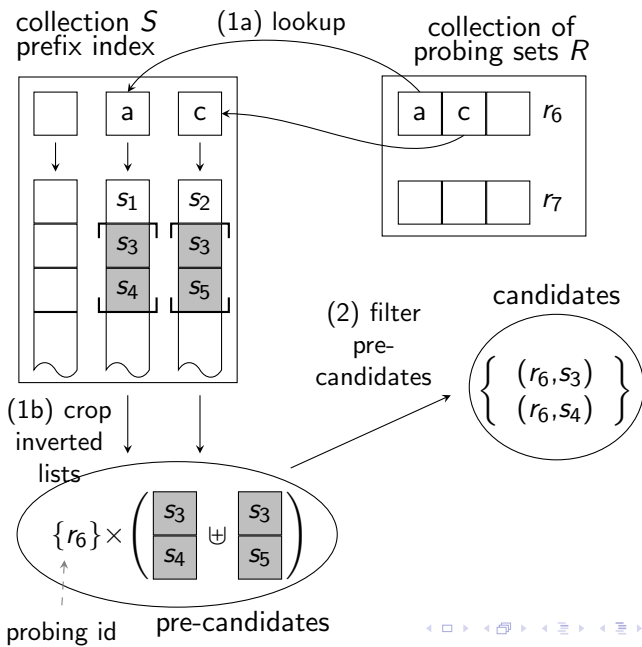 collection S
prefix index
(1a) lookup
collection of
probing sets R
a
c
a
c
r6
s1
s2
r7
s3
s3
s4
s5
candidates
(2) filter
pre-
candidates
{ (r6,s3)
(r6,s4) }
(1b) crop
inverted
lists
{r6} × ( s3 ⊎ s3 )
s4
s5
probing id
pre-candidates